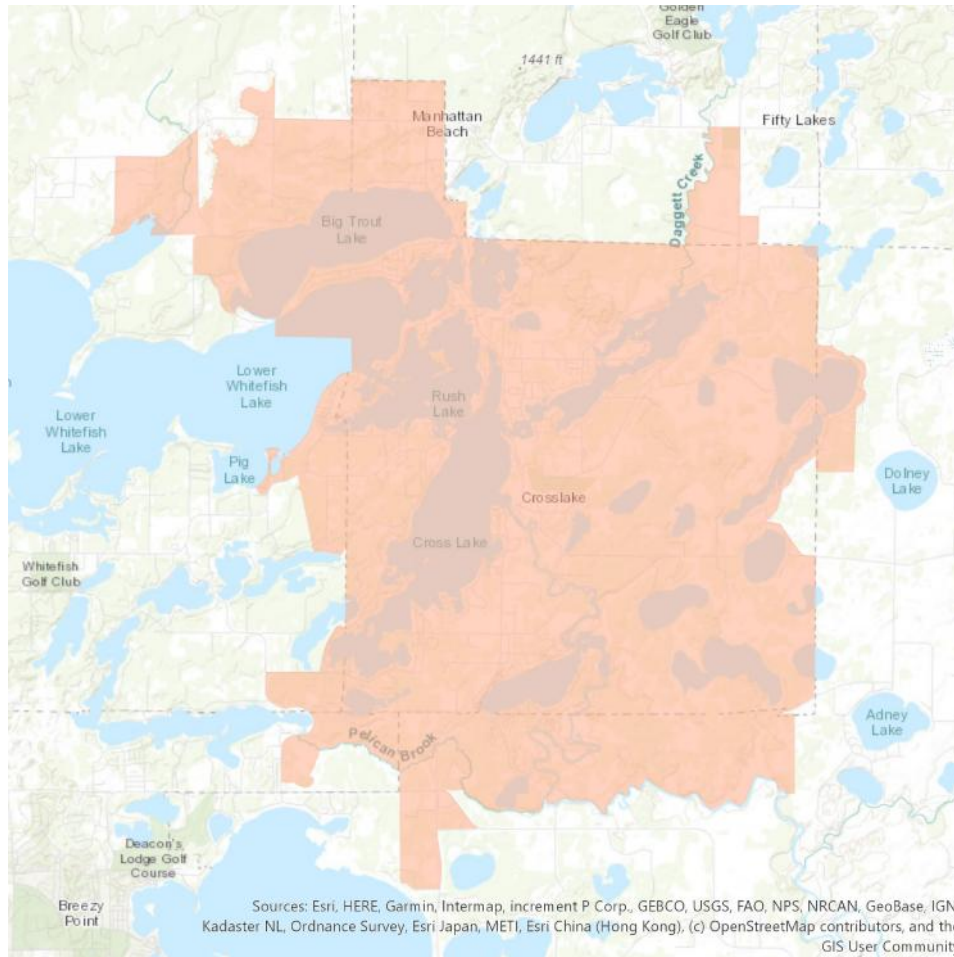 Golden
Eagle
Golf Club
1441 ft
Manhattan
Beach
Fifty Lakes
Daggett Creek
Big Trout
Lake
Lower
Whitefish
Lake
Rush
Lake
Lower
Whitefish
Lake
Pig
Lake
Dolney
Lake
Crosslake
Cross Lake
Whitefish
Golf Club
Adney
Lake
Pelican Brook
Deacon's
Lodge Golf
Course
Breezy
Point
Sources: Esri, HERE, Garmin, Intermap, increment P Corp., GEBCO, USGS, FAO, NPS, NRCAN, GeoBase, IGN,
Kadaster NL, Ordnance Survey, Esri Japan, METI, Esri China (Hong Kong), (c) OpenStreetMap contributors, and the
GIS User Community